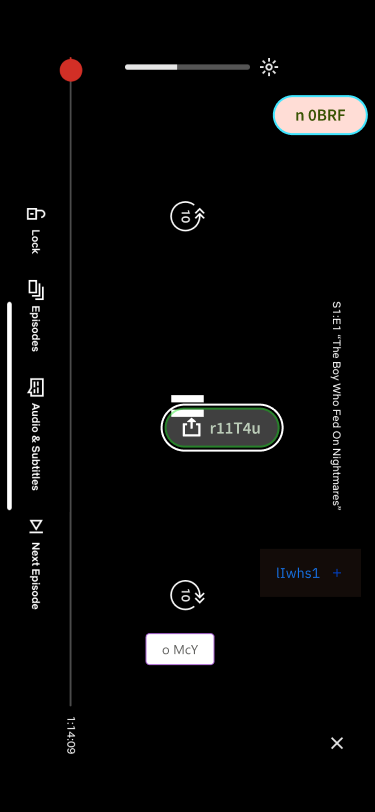 n 0BRF
S1:E1 “The Boy Who Fed On Nightmares”
10
r11T4u
10
lIwhs1 +
o McY
1:14:09
Lock
Episodes
Audio & Subtitles
Next Episode